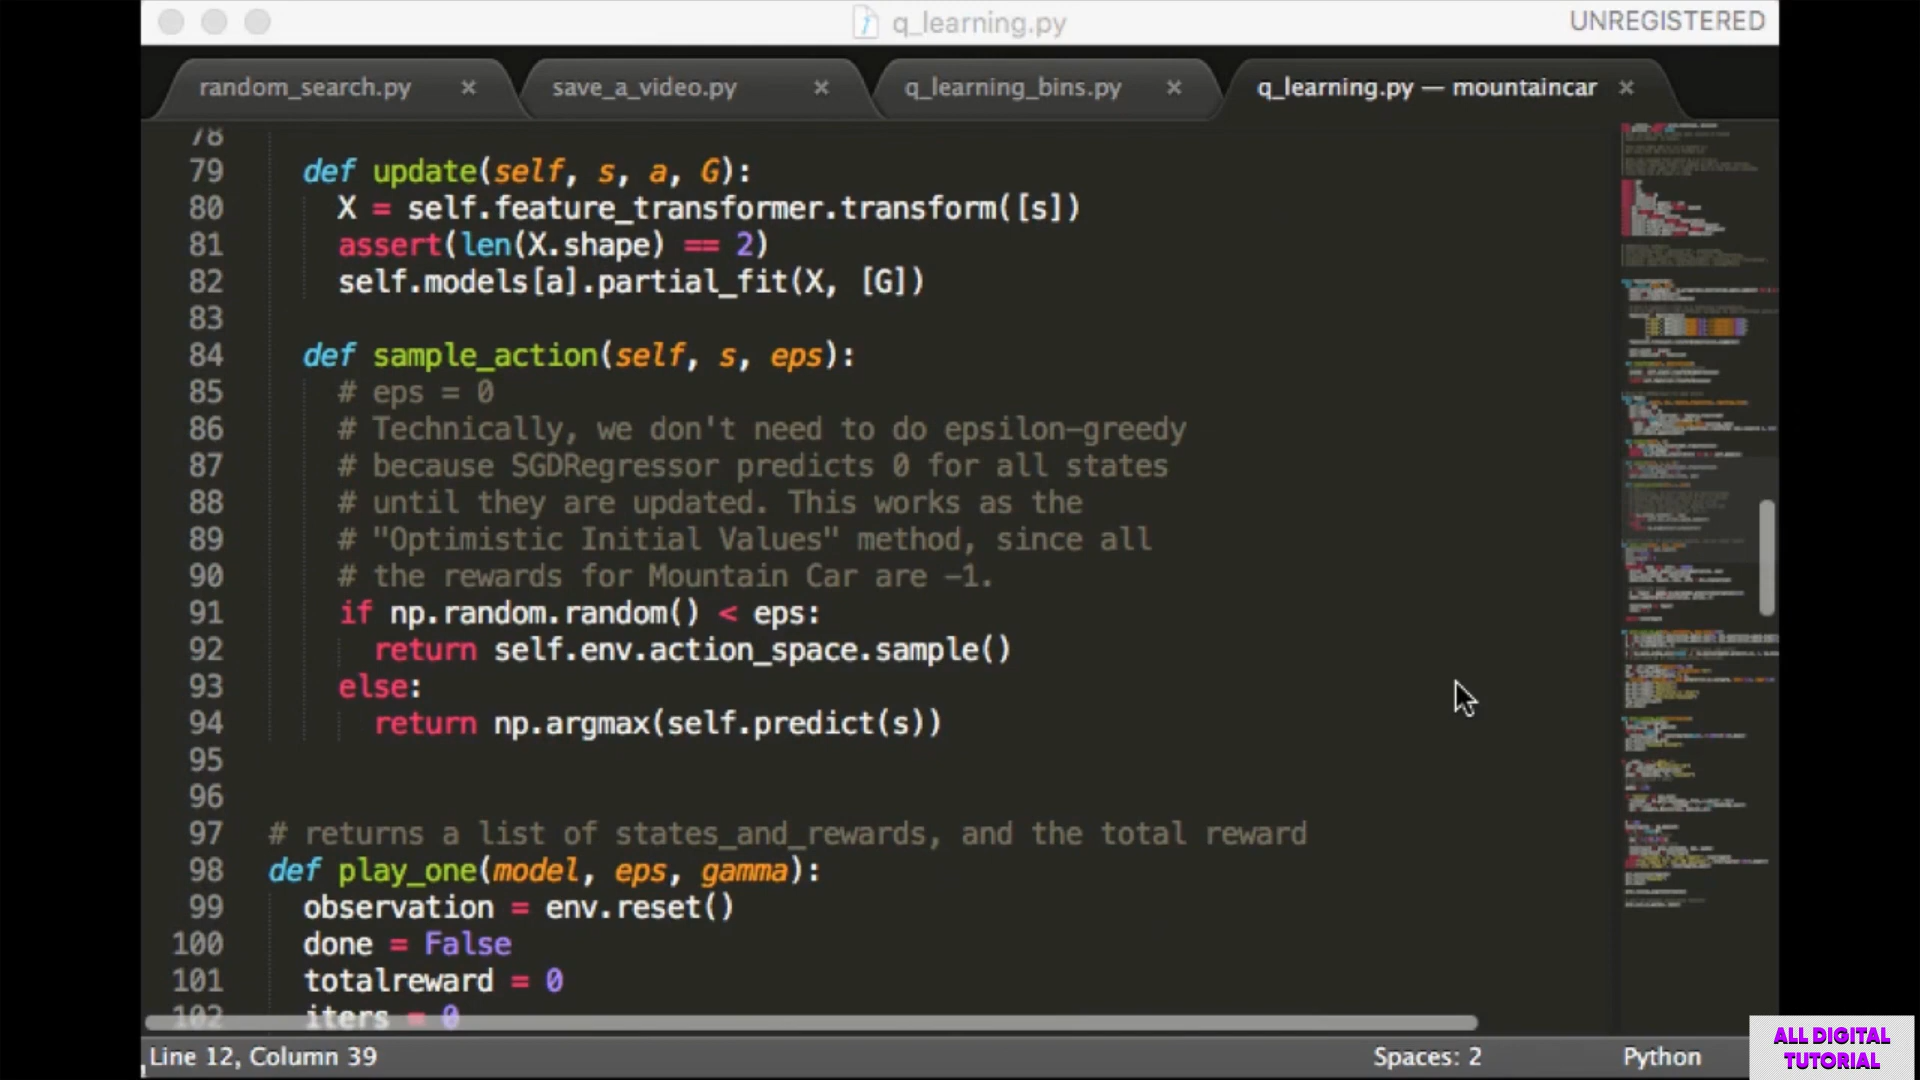 q_learning.py
UNREGISTERED
random_search.py × save_a_video.py × q_learning_bins.py × q_learning.py — mountaincar ×
78
79 def update(self, s, a, G):
80 X = self.feature_transformer.transform([s])
81 assert(len(X.shape) == 2)
82 self.models[a].partial_fit(X, [G])
83
84 def sample_action(self, s, eps):
85 # eps = 0
86 # Technically, we don't need to do epsilon-greedy
87 # because SGDRegressor predicts 0 for all states
88 # until they are updated. This works as the
89 # "Optimistic Initial Values" method, since all
90 # the rewards for Mountain Car are -1.
91 if np.random.random() < eps:
92 return self.env.action_space.sample()
93 else:
94 return np.argmax(self.predict(s))
95
96
97 # returns a list of states_and_rewards, and the total reward
98 def play_one(model, eps, gamma):
99 observation = env.reset()
100 done = False
101 totalreward = 0
102 iters = 0
Line 12, Column 39
Spaces: 2
Python
ALL DIGITAL
TUTORIAL